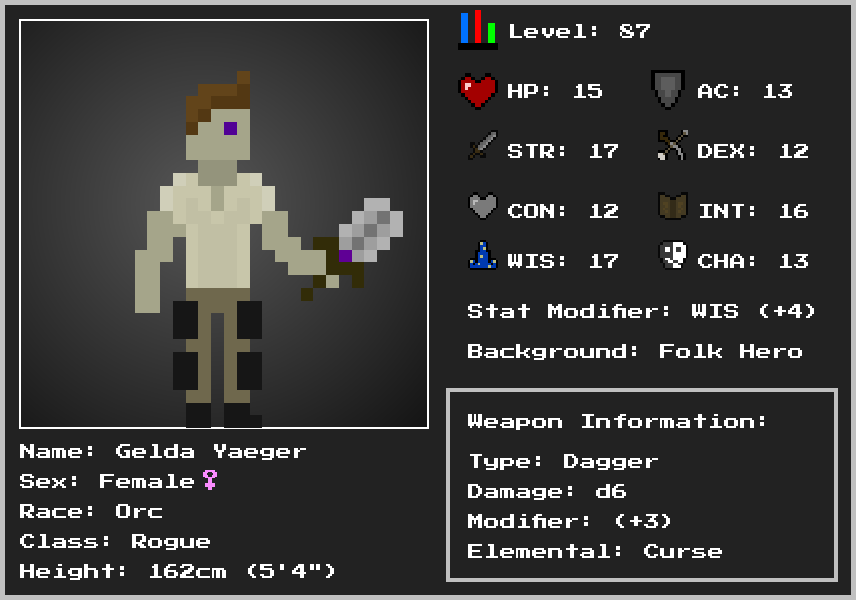 Level: 87
HP: 15
AC: 13
STR: 17
DEX: 12
CON: 12
INT: 16
WIS: 17
CHA: 13
Stat Modifier: WIS (+4)
Background: Folk Hero
Weapon Information:
Type: Dagger
Damage: d6
Modifier: (+3)
Elemental: Curse
Name: Gelda Yaeger
Sex: Female♀
Race: Orc
Class: Rogue
Height: 162cm (5'4")